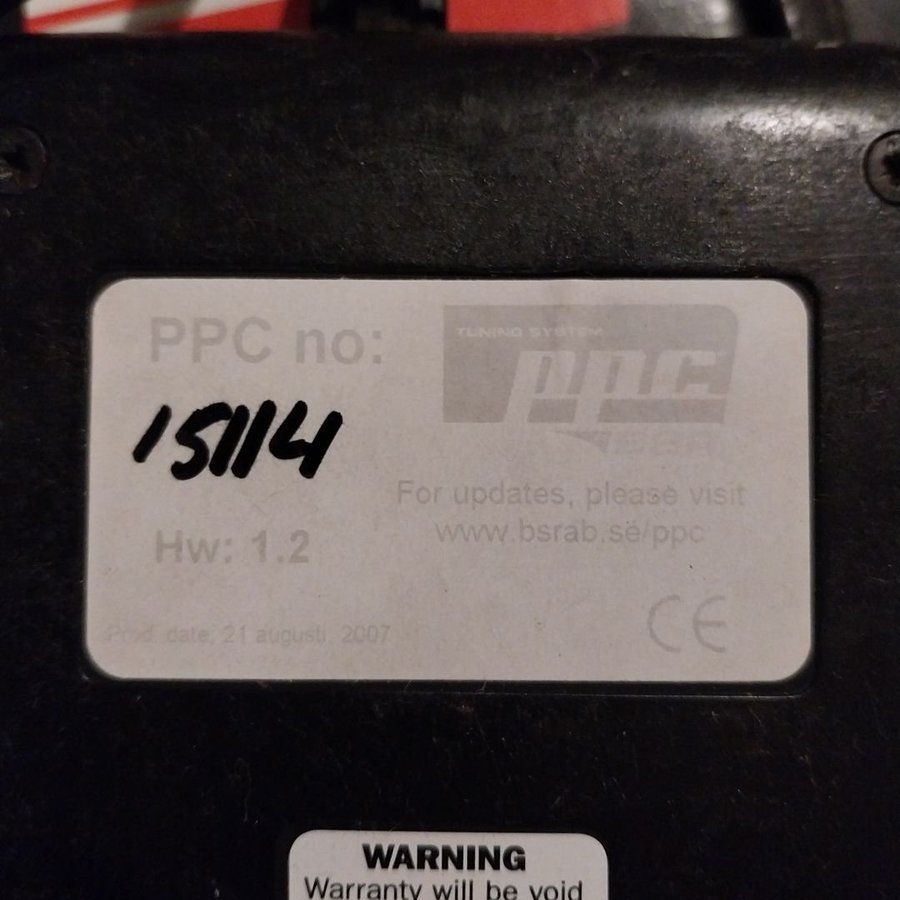 PPC no:
15114
Hw: 1.2
Prod. date: 21 augusti, 2007
TUNING SYSTEM
ppc
BSR
For updates, please visit
www.bsrab.se/ppc
CE
WARNING
Warranty will be void